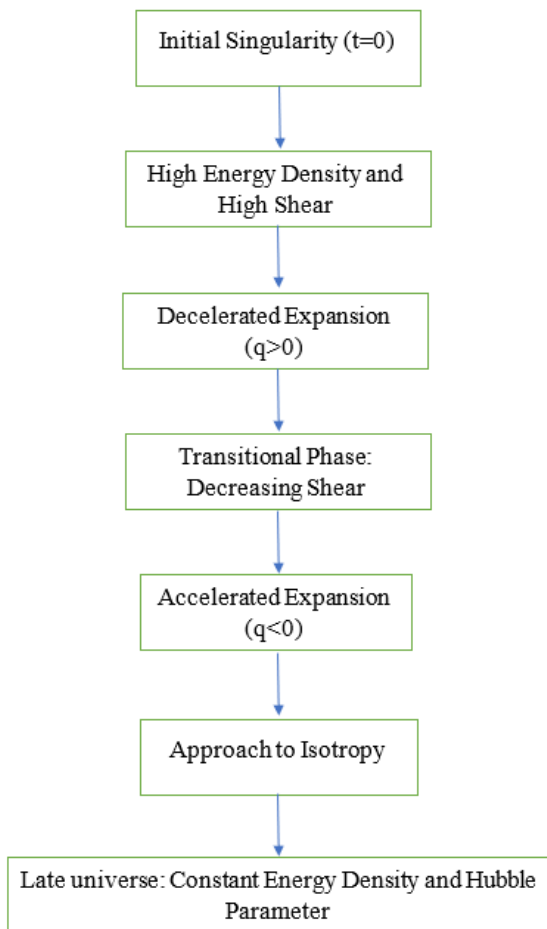 Initial Singularity (t=0)
High Energy Density and
High Shear
Decelerated Expansion
(q>0)
Transitional Phase:
Decreasing Shear
Accelerated Expansion
(q<0)
Approach to Isotropy
Late universe: Constant Energy Density and Hubble
Parameter